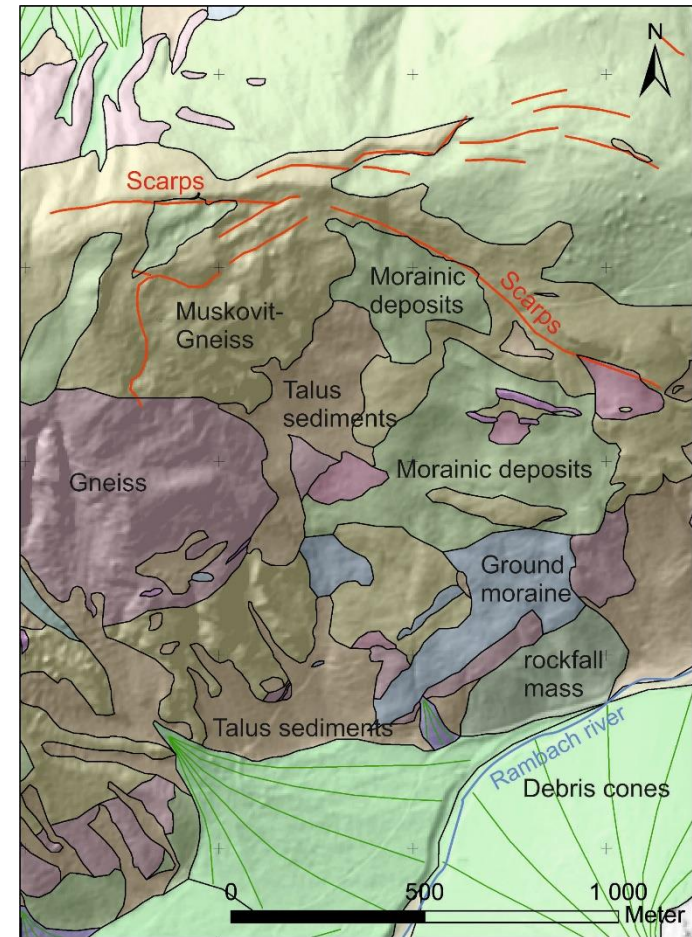 N
Scarps
Morainic
deposits
Muskovit-
Gneiss
Scarps
Talus
sediments
Morainic deposits
Gneiss
Ground
moraine
rockfall
mass
Talus sediments
Rambach river
Debris cones
0 500 1 000
Meter